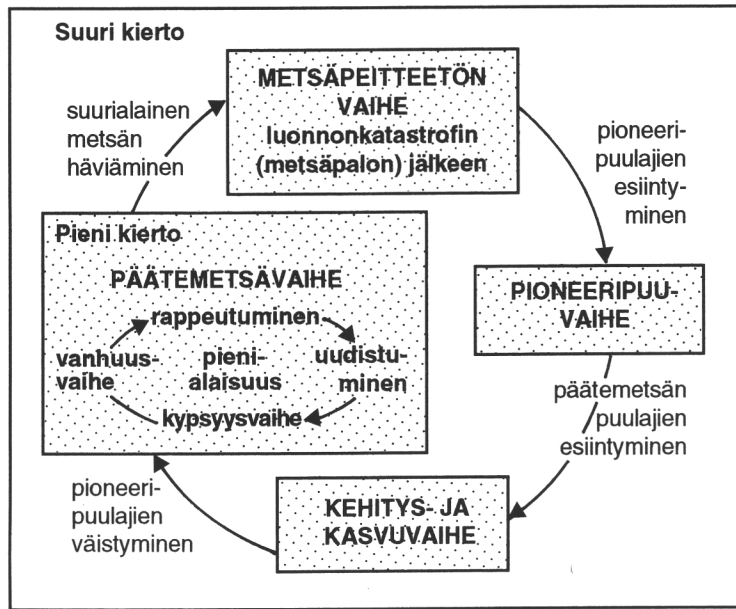 Suuri kierto
METSÄPEITTEETÖN
VAIHE
luonnonkatastrofin
(metsäpalon) jälkeen
suurialainen
metsän
häviäminen
pioneeri-
puulajien
esiinty-
minen
Pieni kierto
PÄÄTEMETSÄVAIHE
rappeutuminen
vanhuus-
vaihe
pieni-
alaisuus
uudistu-
minen
kypsyysvaihe
PIONEERIPUU-
VAIHE
päätemetsän
puulajien
esiintyminen
KEHITYS- JA
KASVUVAIHE
pioneeri-
puulajien
väistyminen